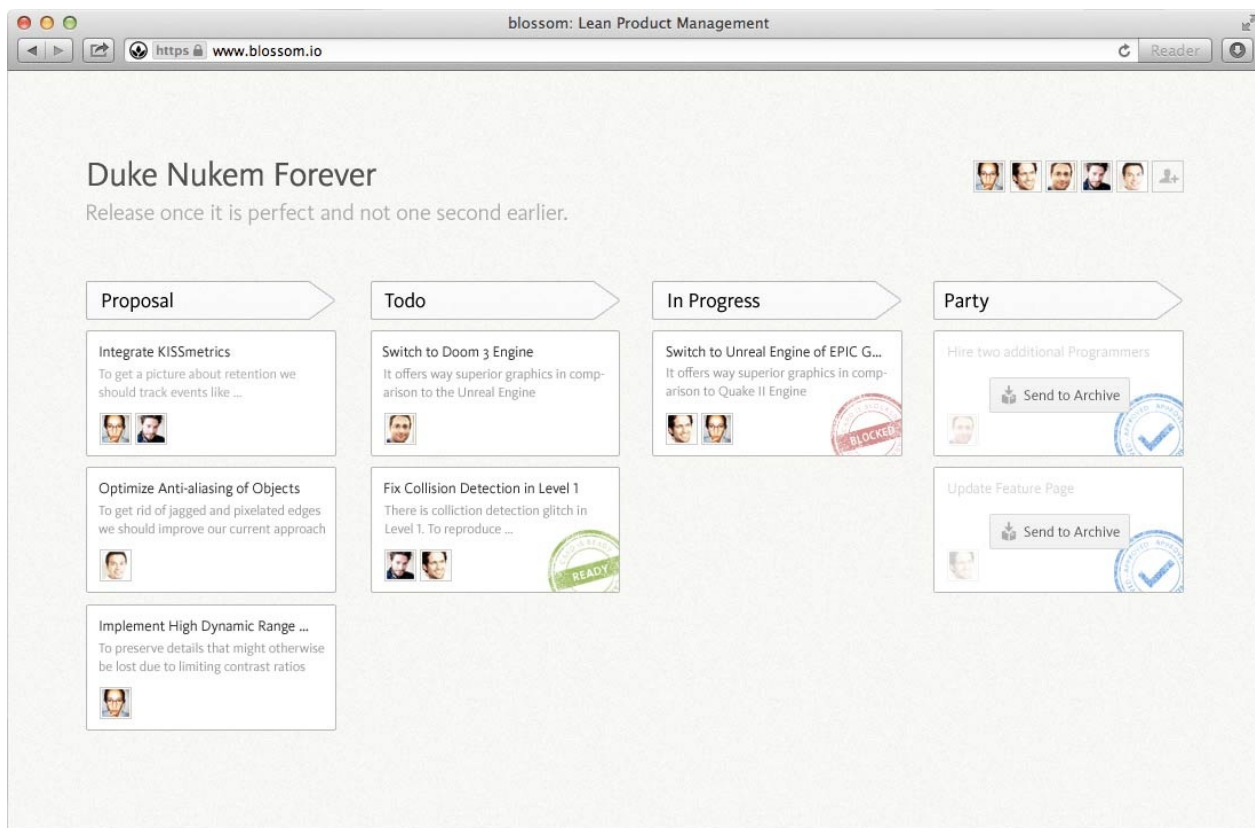 blossom: Lean Product Management
https www.blossom.io
Reader
Duke Nukem Forever
Release once it is perfect and not one second earlier.
Proposal
Integrate KISSmetrics
To get a picture about retention we
should track events like ...
Optimize Anti-aliasing of Objects
To get rid of jagged and pixelated edges
we should improve our current approach
Implement High Dynamic Range ...
To preserve details that might otherwise
be lost due to limiting contrast ratios
Todo
Switch to Doom 3 Engine
It offers way superior graphics in comp-
arison to the Unreal Engine
Fix Collision Detection in Level 1
There is colliction detection glitch in
Level 1. To reproduce ...
READY
In Progress
Switch to Unreal Engine of EPIC G...
It offers way superior graphics in comp-
arison to Quake II Engine
BLOCKED
Party
Hire two additional Programmers
Send to Archive
APPROVED
Update Feature Page
Send to Archive
APPROVED